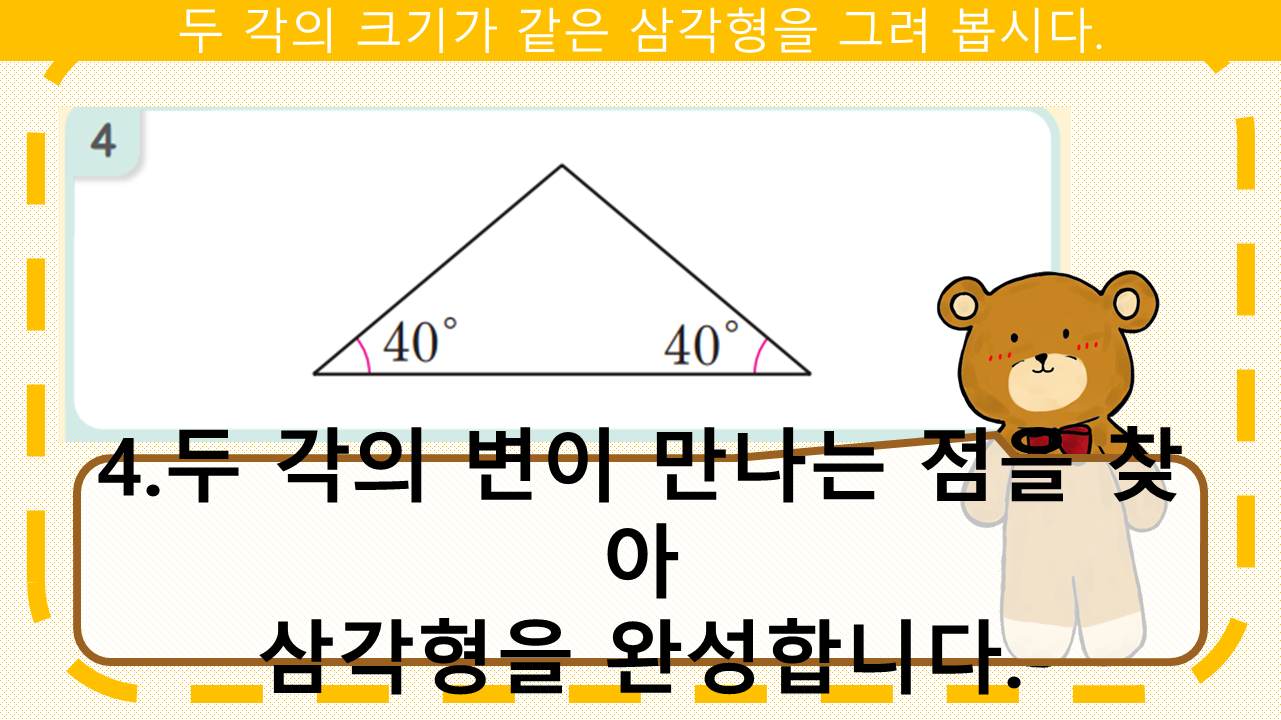 두 각의 크기가 같은 삼각형을 그려 봅시다.
4
40°
40°
4.두 각의 변이 만나는 점을 찾
아
삼각형을 완성합니다.